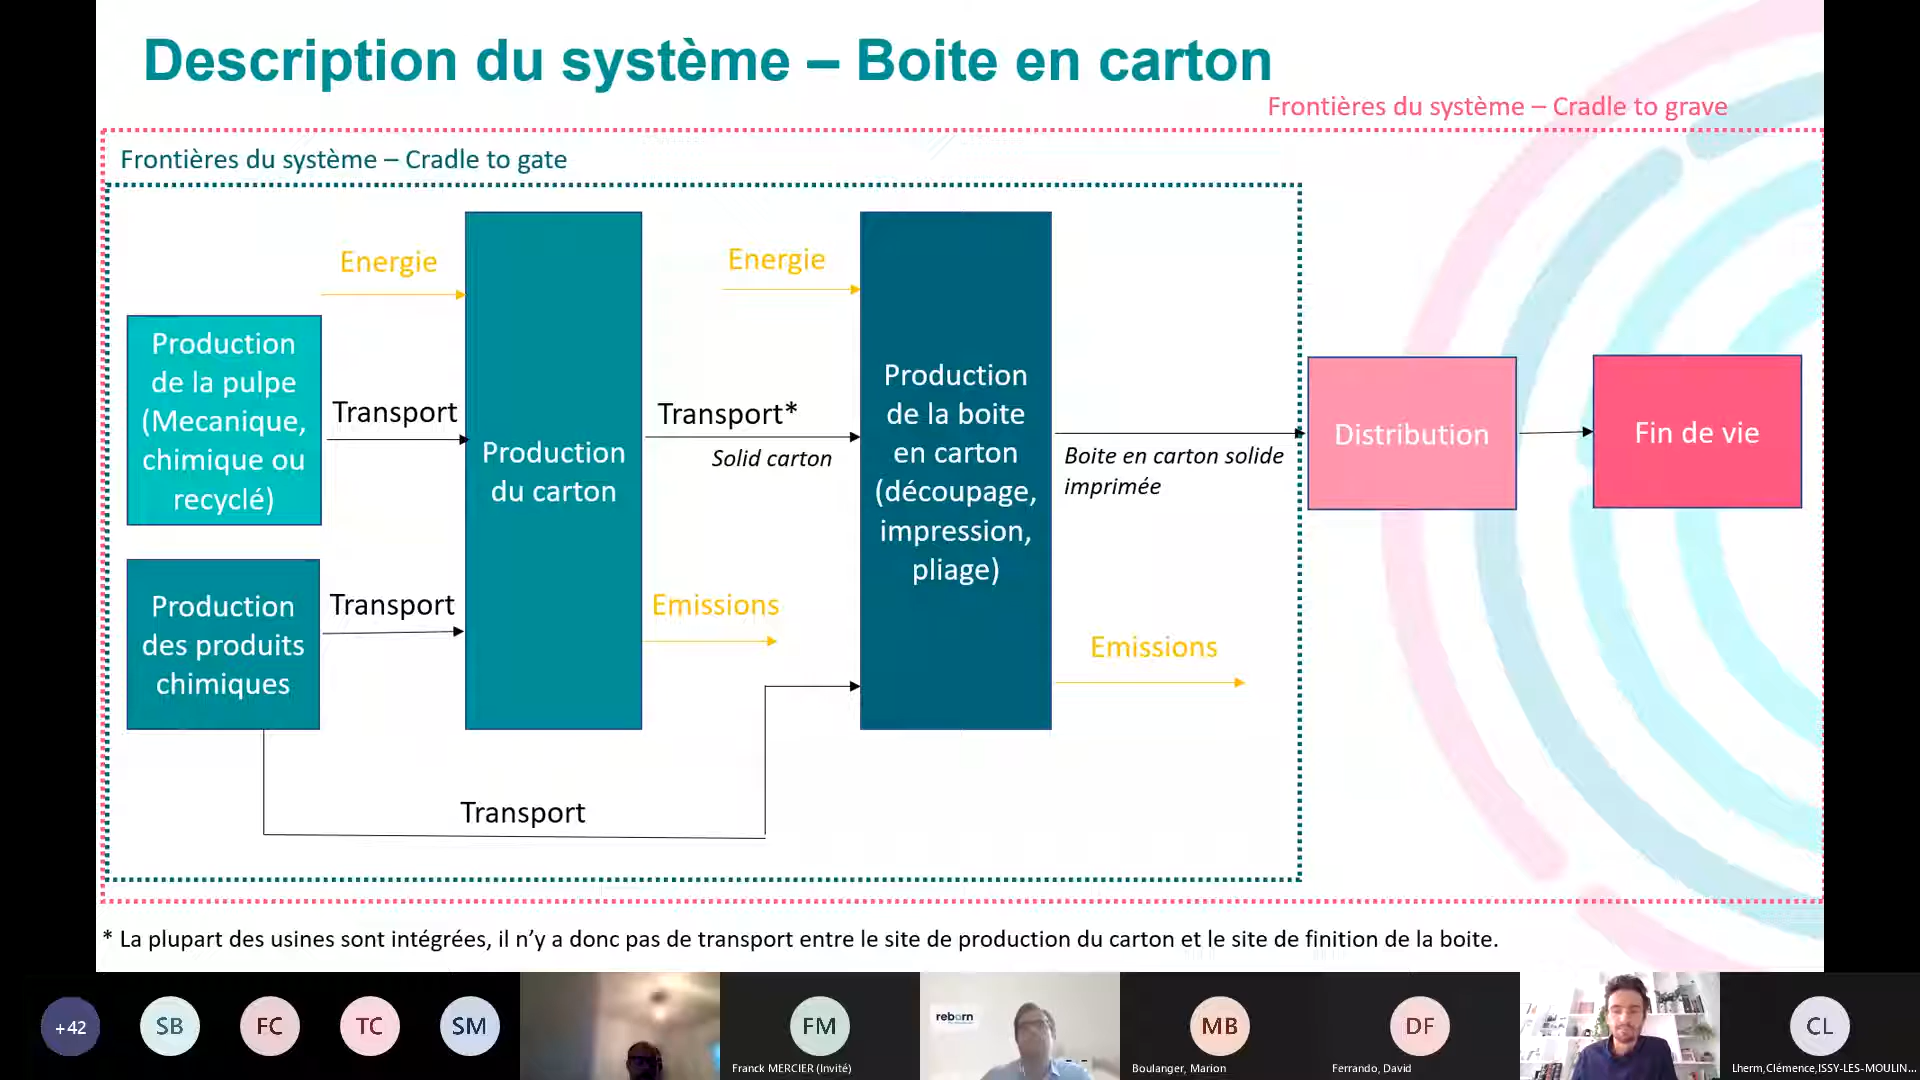 Description du système – Boite en carton
Frontières du système – Cradle to grave
Frontières du système – Cradle to gate
Energie
Energie
Production
de la pulpe
(Mecanique,
chimique ou
recyclé)
Transport
Production
du carton
Transport*
Solid carton
Production
de la boite
en carton
(découpage,
impression,
pliage)
Boite en carton solide
imprimée
Distribution
Fin de vie
Production
des produits
chimiques
Transport
Emissions
Emissions
Transport
* La plupart des usines sont intégrées, il n’y a donc pas de transport entre le site de production du carton et le site de finition de la boite.
+42
SB
FC
TC
SM
FM
Franck MERCIER (Invité)
reborn
MB
Boulanger, Marion
DF
Ferrando, David
CL
Lherm,Clémence,ISSY-LES-MOULIN...